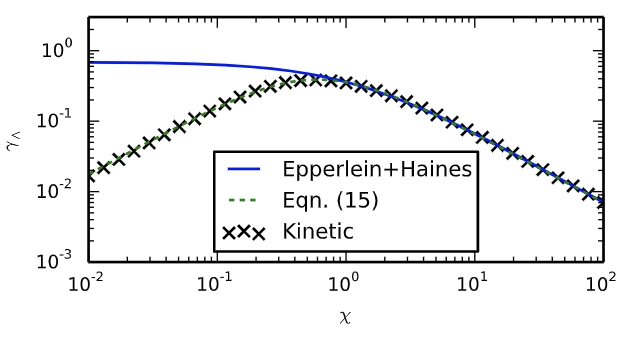 10⁰
10⁻¹
10⁻²
10⁻³
γ∧
Epperlein+Haines
Eqn. (15)
Kinetic
10⁻² 10⁻¹ 10⁰ 10¹ 10²
χ